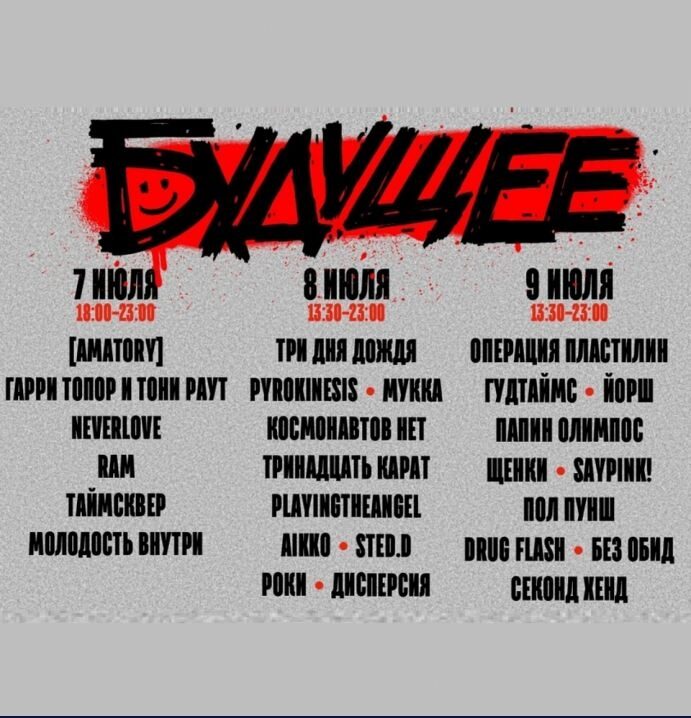 БУДУЩЕЕ
7 ИЮЛЯ
18:00-23:00
[AMATORY]
ГАРРИ ТОПОР И ТОНИ РАУТ
NEVERLOVE
RAM
ТАЙМСКВЕР
МОЛОДОСТЬ ВНУТРИ
8 ИЮЛЯ
13:30-23:00
ТРИ ДНЯ ДОЖДЯ
PYROKINESIS • МУККА
КОСМОНАВТОВ НЕТ
ТРИНАДЦАТЬ КАРАТ
PLAYINGTHEANGEL
AIKKO • STED.D
РОКИ • ДИСПЕРСИЯ
9 ИЮЛЯ
13:30-23:00
ОПЕРАЦИЯ ПЛАСТИЛИН
ГУДТАЙМС • ЙОРШ
ПАПИН ОЛИМПОС
ЩЕНКИ • SAYPINK!
ПОЛ ПУНШ
DRUG FLASH • БЕЗ ОБИД
СЕКОНД ХЕНД